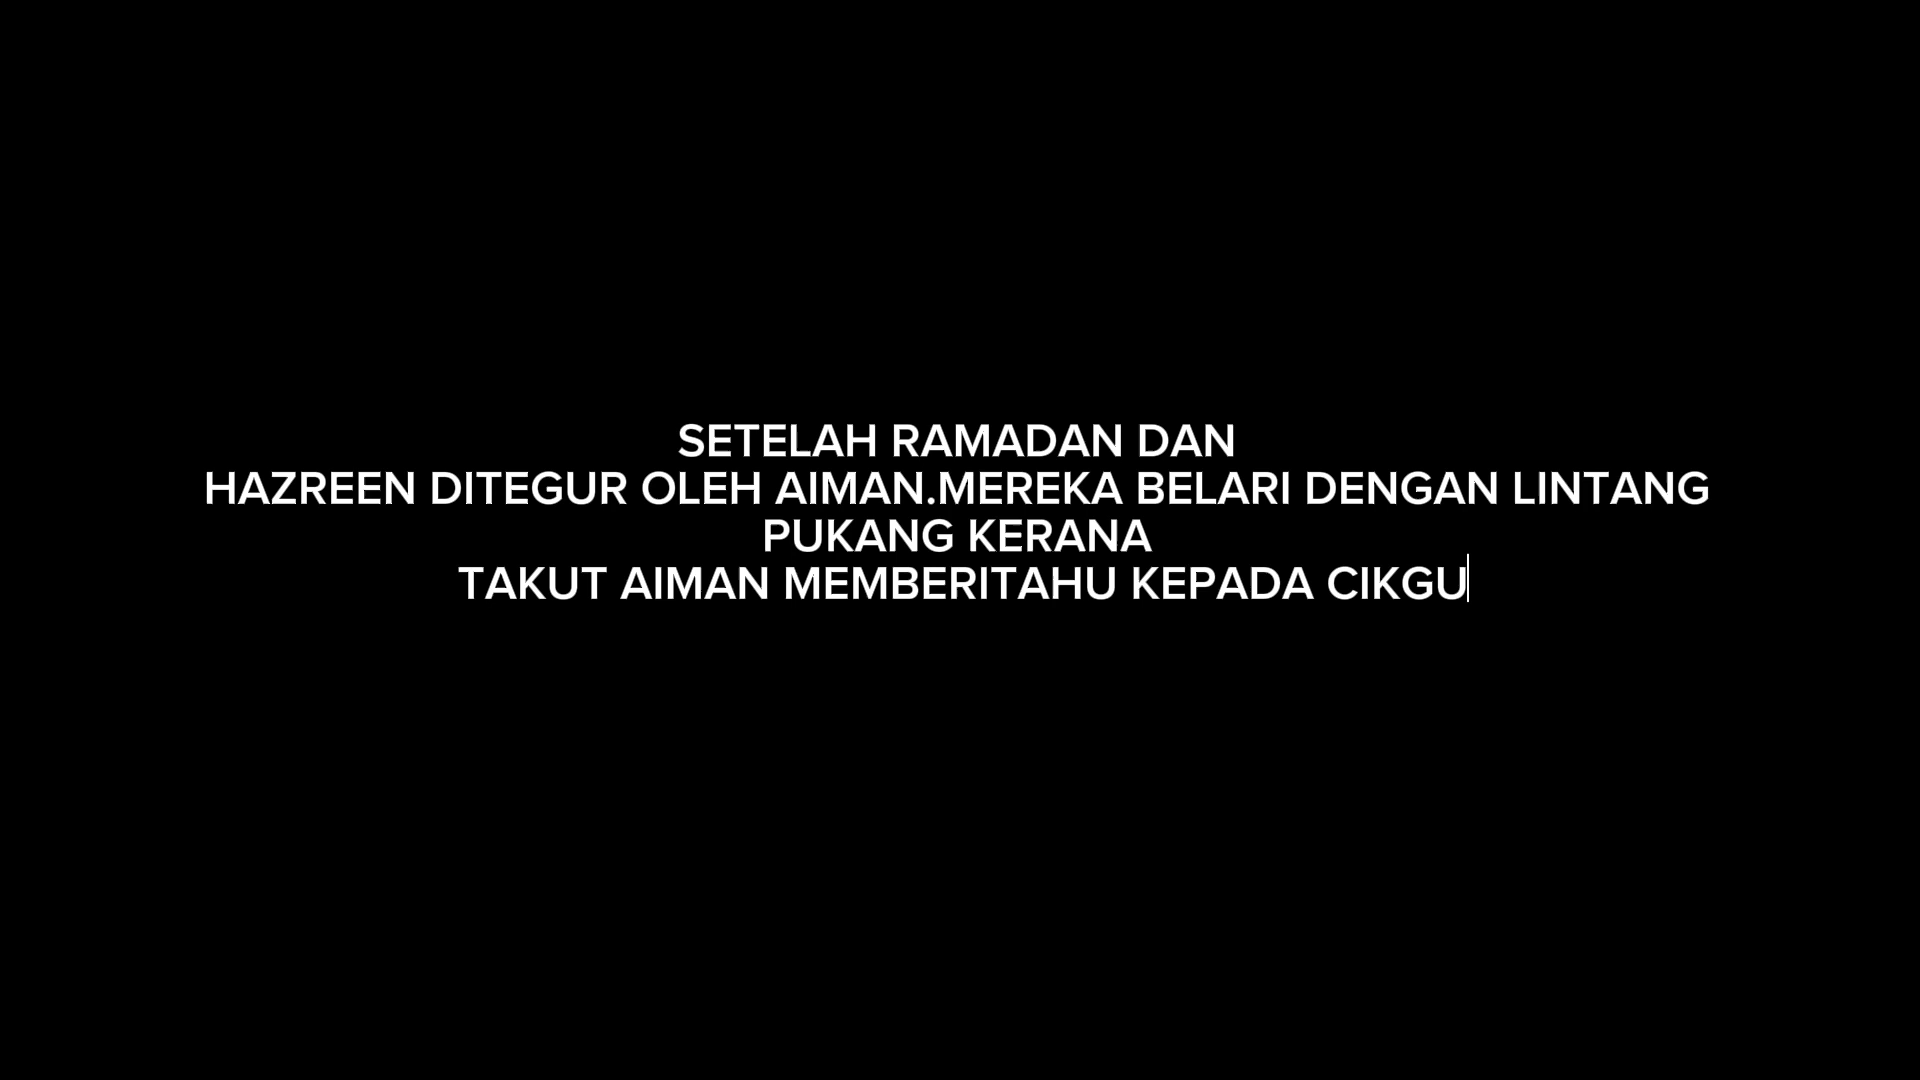 SETELAH RAMADAN DAN
HAZREEN DITEGUR OLEH AIMAN.MEREKA BELARI DENGAN LINTANG
PUKANG KERANA
TAKUT AIMAN MEMBERITAHU KEPADA CIKGU